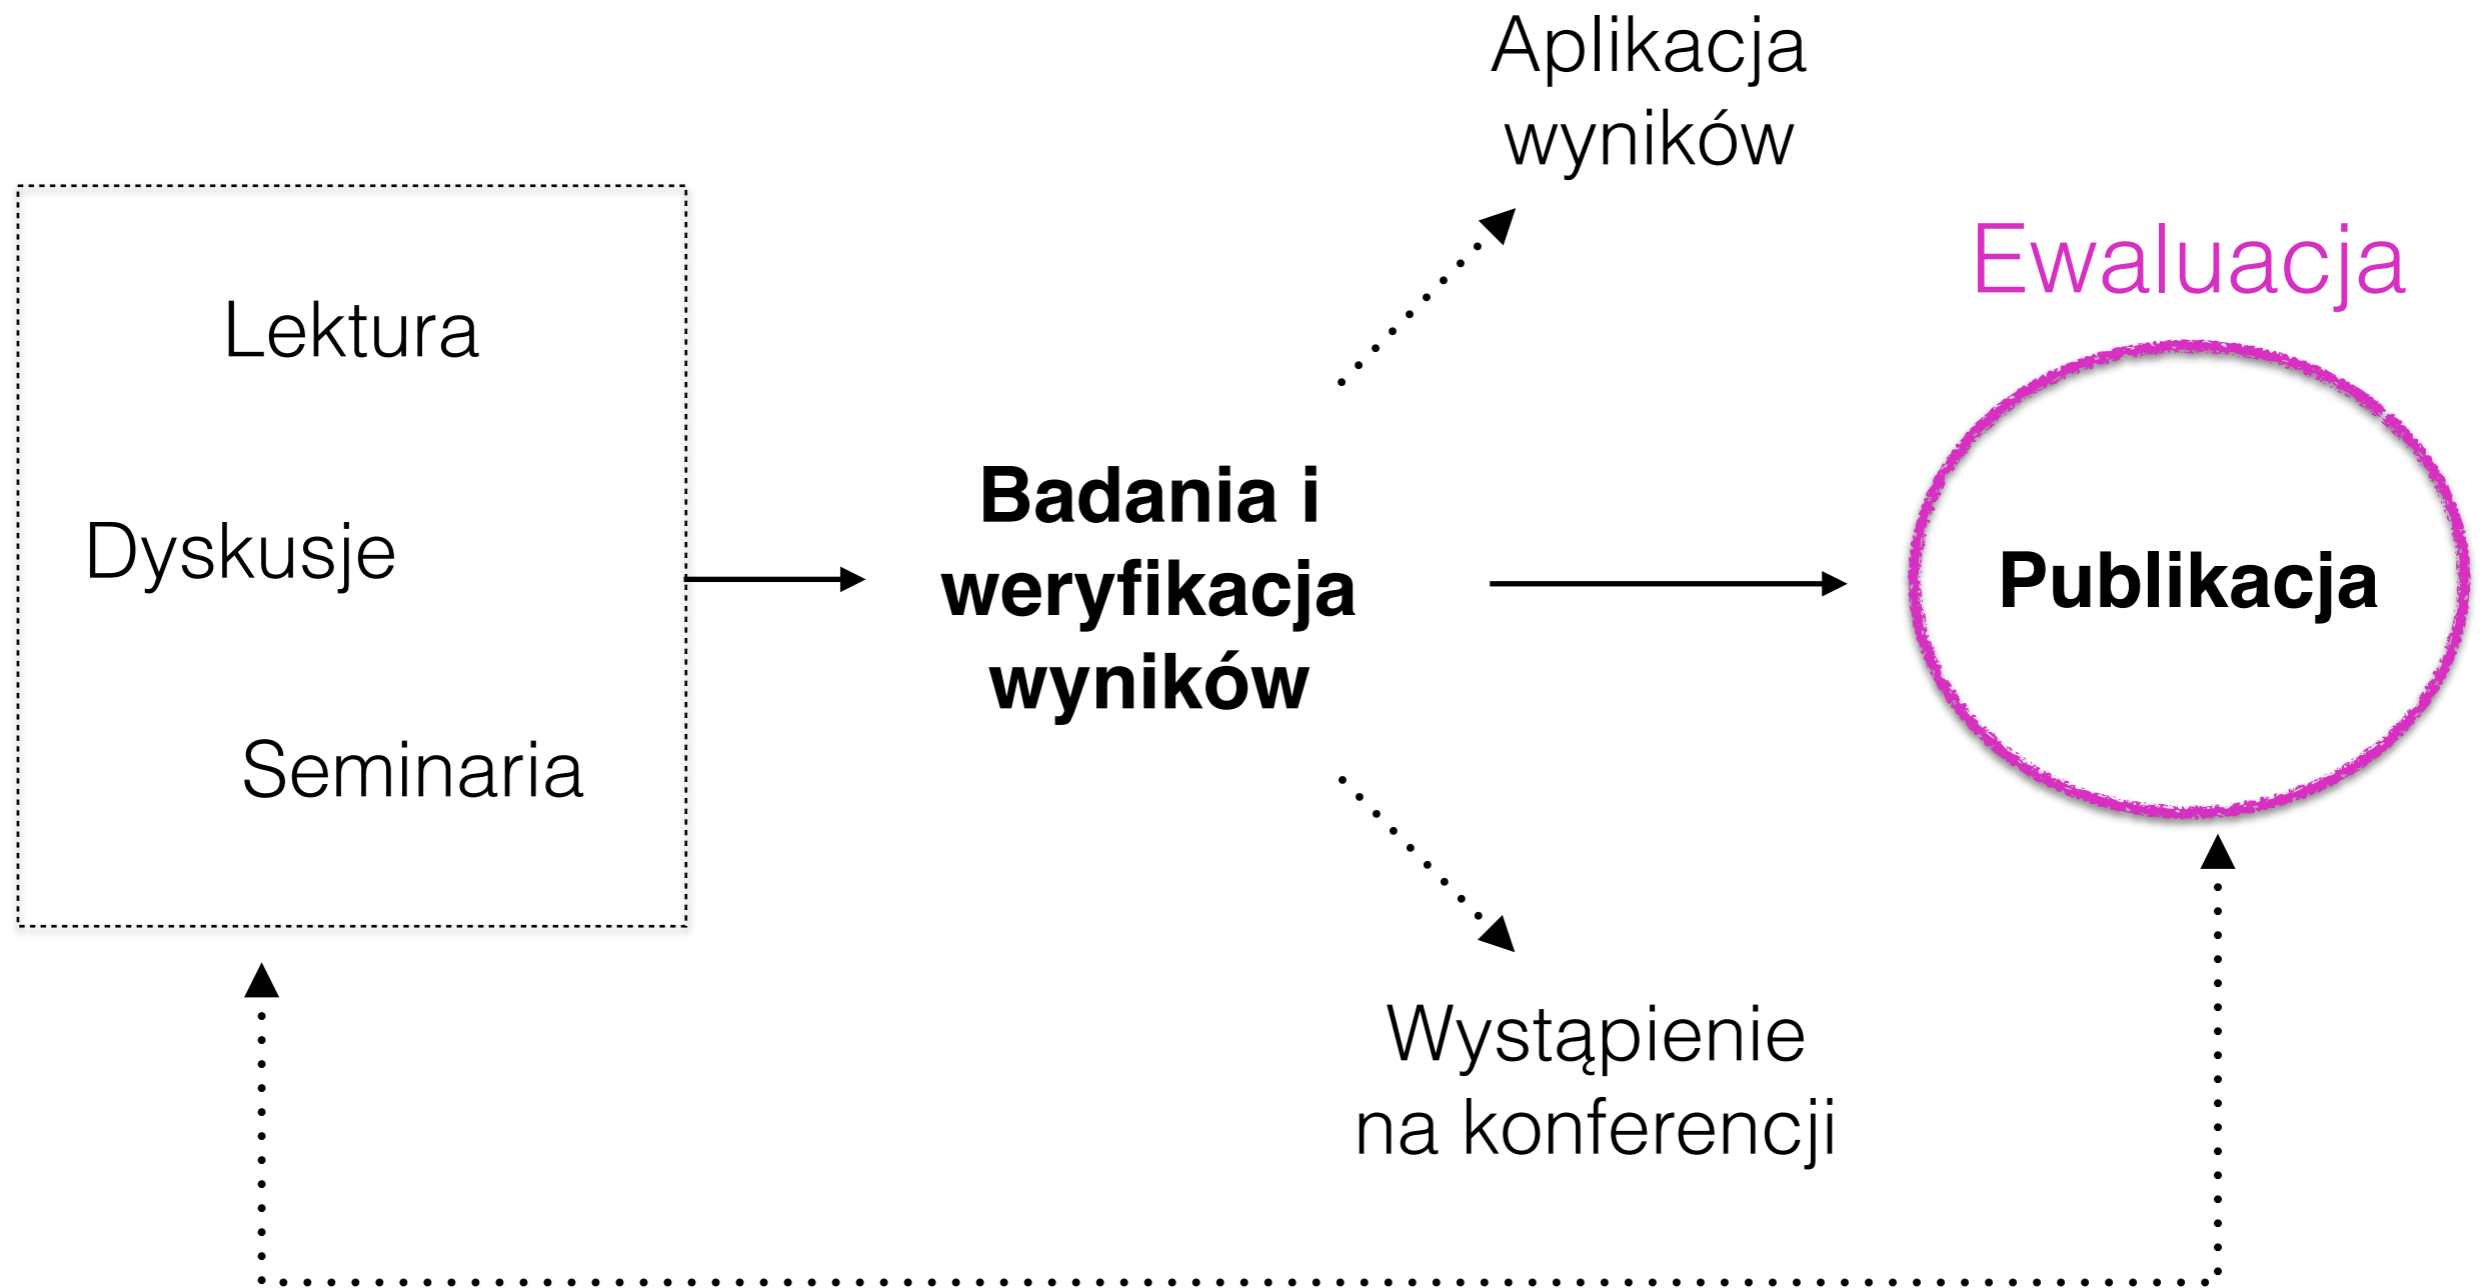 Lektura
Dyskusje
Seminaria
Badania i
weryfikacja
wyników
Aplikacja
wyników
Wystąpienie
na konferencji
Ewaluacja
Publikacja